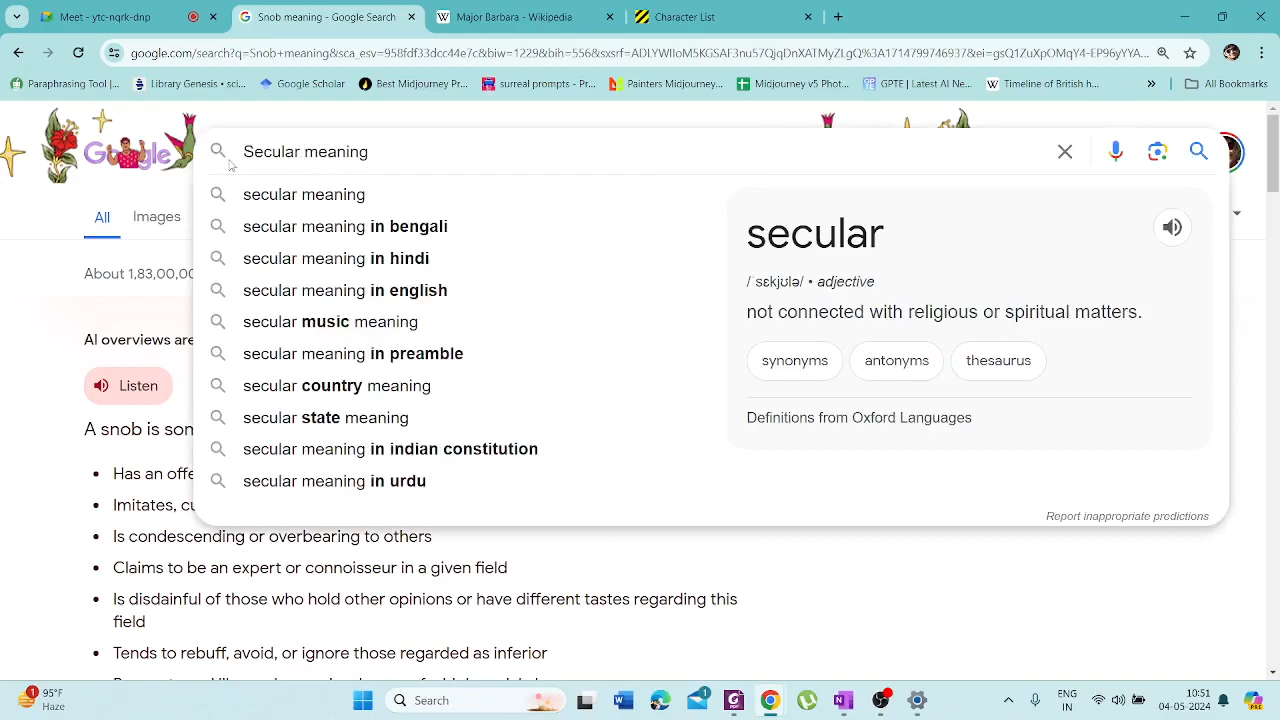 Meet - ytc-nqrk-dnp
Snob meaning - Google Search
Major Barbara - Wikipedia
Character List
google.com/search?q=Snob+meaning&sca_esv=958fdf33dcc44e7c&biw=1229&bih=556&sxsrf=ADLYWIIoM5KGSAF3nu57QjqDnXATMyZLgQ%3A1714799746937&ei=gsQ1ZuXpOMqY4-EP96yYA...
Paraphrasing Tool |...
Library Genesis • sci...
Google Scholar
Best Midjourney Pr...
surreal prompts - Pr...
Patterns Midjourney...
Midjourney v5 Phot...
GPTE | Latest AI Ne...
Timeline of British h...
All Bookmarks
Google
Secular meaning
All
Images
secular meaning
secular meaning in bengali
secular meaning in hindi
secular meaning in english
secular music meaning
secular meaning in preamble
secular country meaning
secular state meaning
secular meaning in indian constitution
secular meaning in urdu
secular
/ˈsɛkjʊlə/ • adjective
not connected with religious or spiritual matters.
synonyms
antonyms
thesaurus
Definitions from Oxford Languages
Report inappropriate predictions
About 1,83,00,00
AI overviews are
Listen
A snob is son
Has an offe
Imitates, cu
Is condescending or overbearing to others
Claims to be an expert or connoisseur in a given field
Is disdainful of those who hold other opinions or have different tastes regarding this
field
Tends to rebuff, avoid, or ignore those regarded as inferior
1
95°F
Haze
Search
1
ENG
IN
10:51
04-05-2024